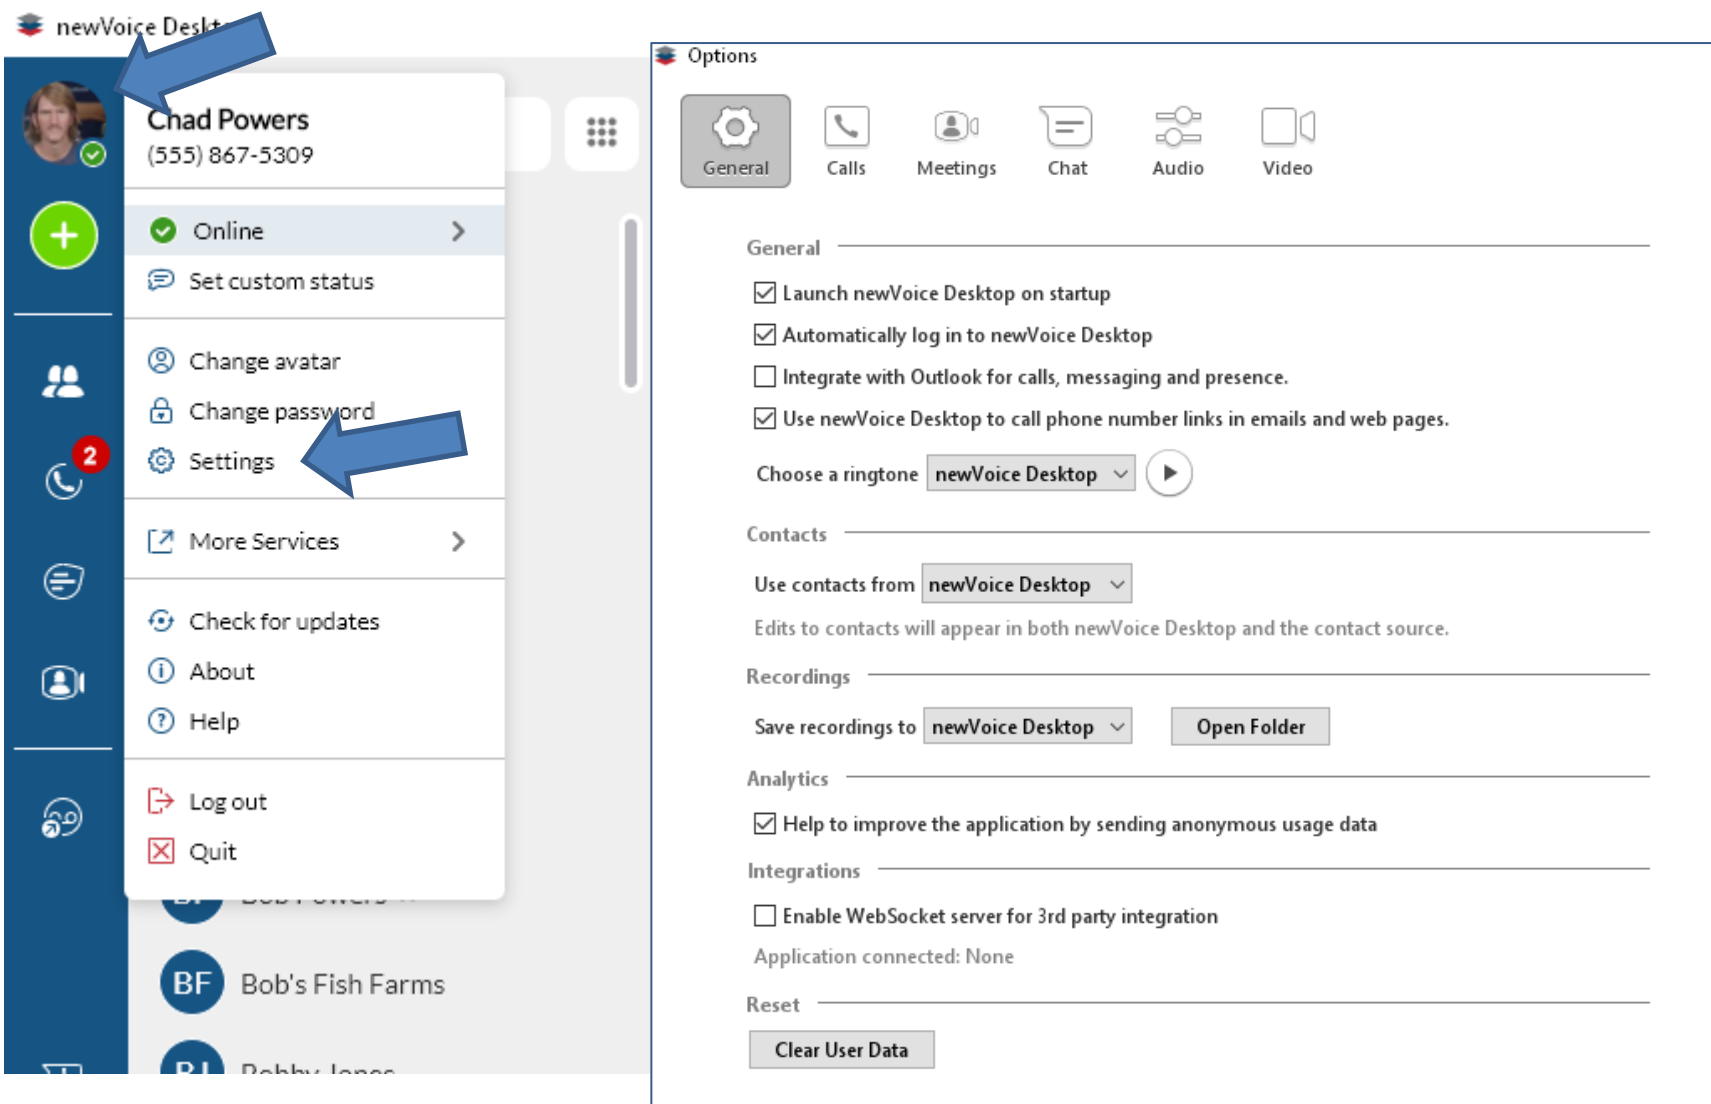 newVoice Desk
Chad Powers
(555) 867-5309
Online
Set custom status
Change avatar
Change password
Settings
2
More Services
Check for updates
About
Help
Log out
Quit
BF Bob's Fish Farms
Options
General
Calls
Meetings
Chat
Audio
Video
General
Launch newVoice Desktop on startup
Automatically log in to newVoice Desktop
Integrate with Outlook for calls, messaging and presence.
Use newVoice Desktop to call phone number links in emails and web pages.
Choose a ringtone newVoice Desktop
Contacts
Use contacts from newVoice Desktop
Edits to contacts will appear in both newVoice Desktop and the contact source.
Recordings
Save recordings to newVoice Desktop Open Folder
Analytics
Help to improve the application by sending anonymous usage data
Integrations
Enable WebSocket server for 3rd party integration
Application connected: None
Reset
Clear User Data